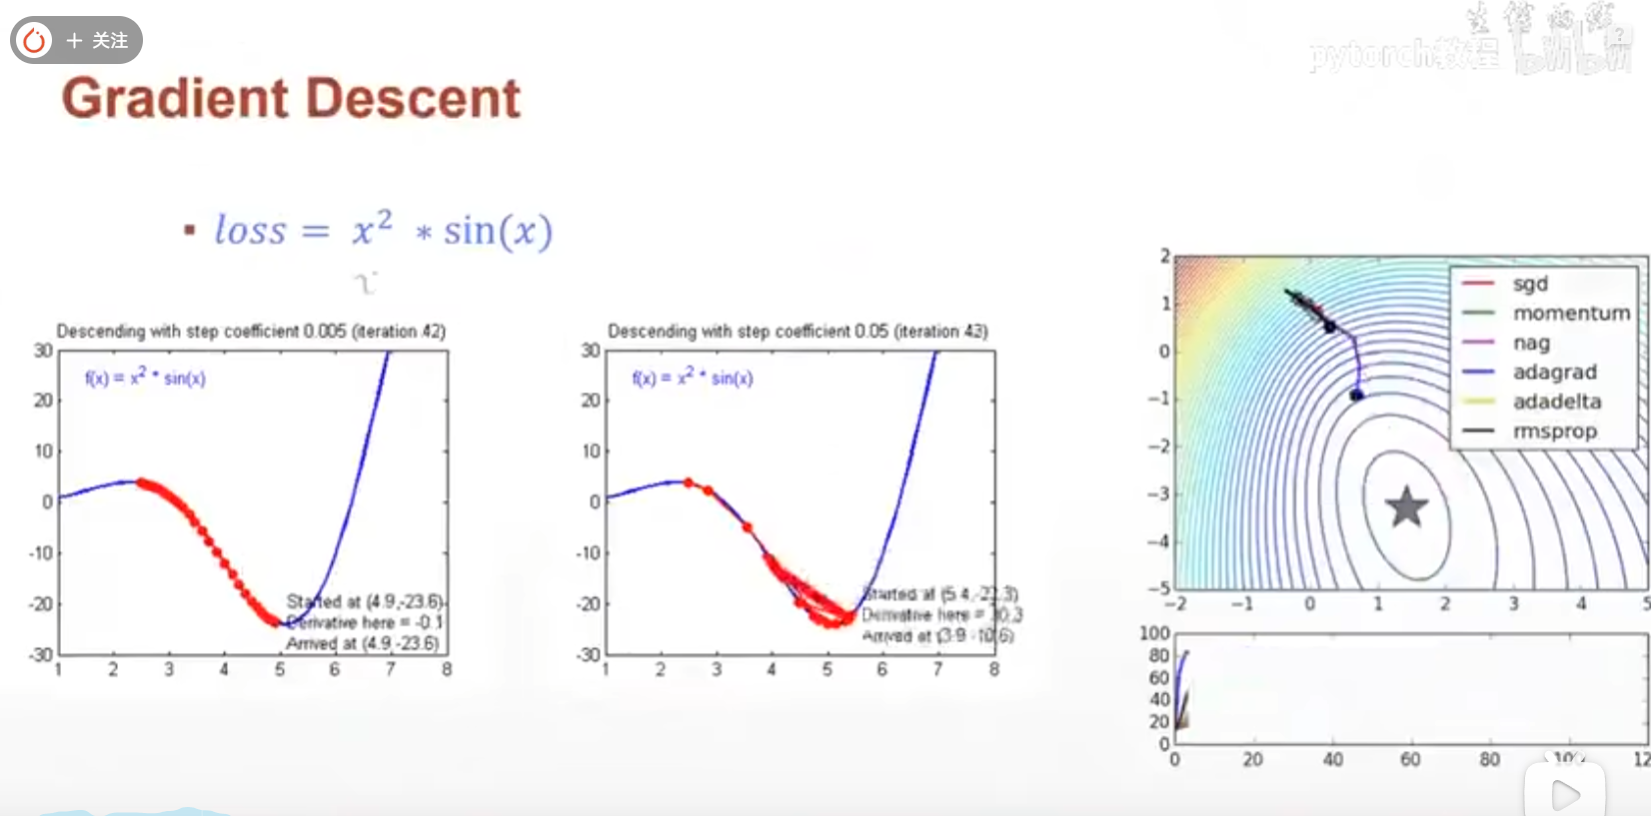 + 关注
pytorch教程
Gradient Descent
▪ loss = x² * sin(x)
Descending with step coefficient 0.005 (iteration 42)
f(x) = x² * sin(x)
30
20
10
0
-10
-20
-30
1 2 3 4 5 6 7 8
Started at (4.9,-23.6)
Derivative here = -0.1
Arrived at (4.9,-23.6)
Descending with step coefficient 0.05 (iteration 43)
f(x) = x² * sin(x)
30
20
10
0
-10
-20
-30
1 2 3 4 5 6 7 8
Started at (5.4,-22.3)
Derivative here =
Arrived at (3.9 -10.6)
2
1
0
−1
−2
−3
−4
−5
−2 −1 0 1 2 3 4 5
sgd
momentum
nag
adagrad
adadelta
rmsprop
100
80
60
40
20
0
0 20 40 60 80 100 12